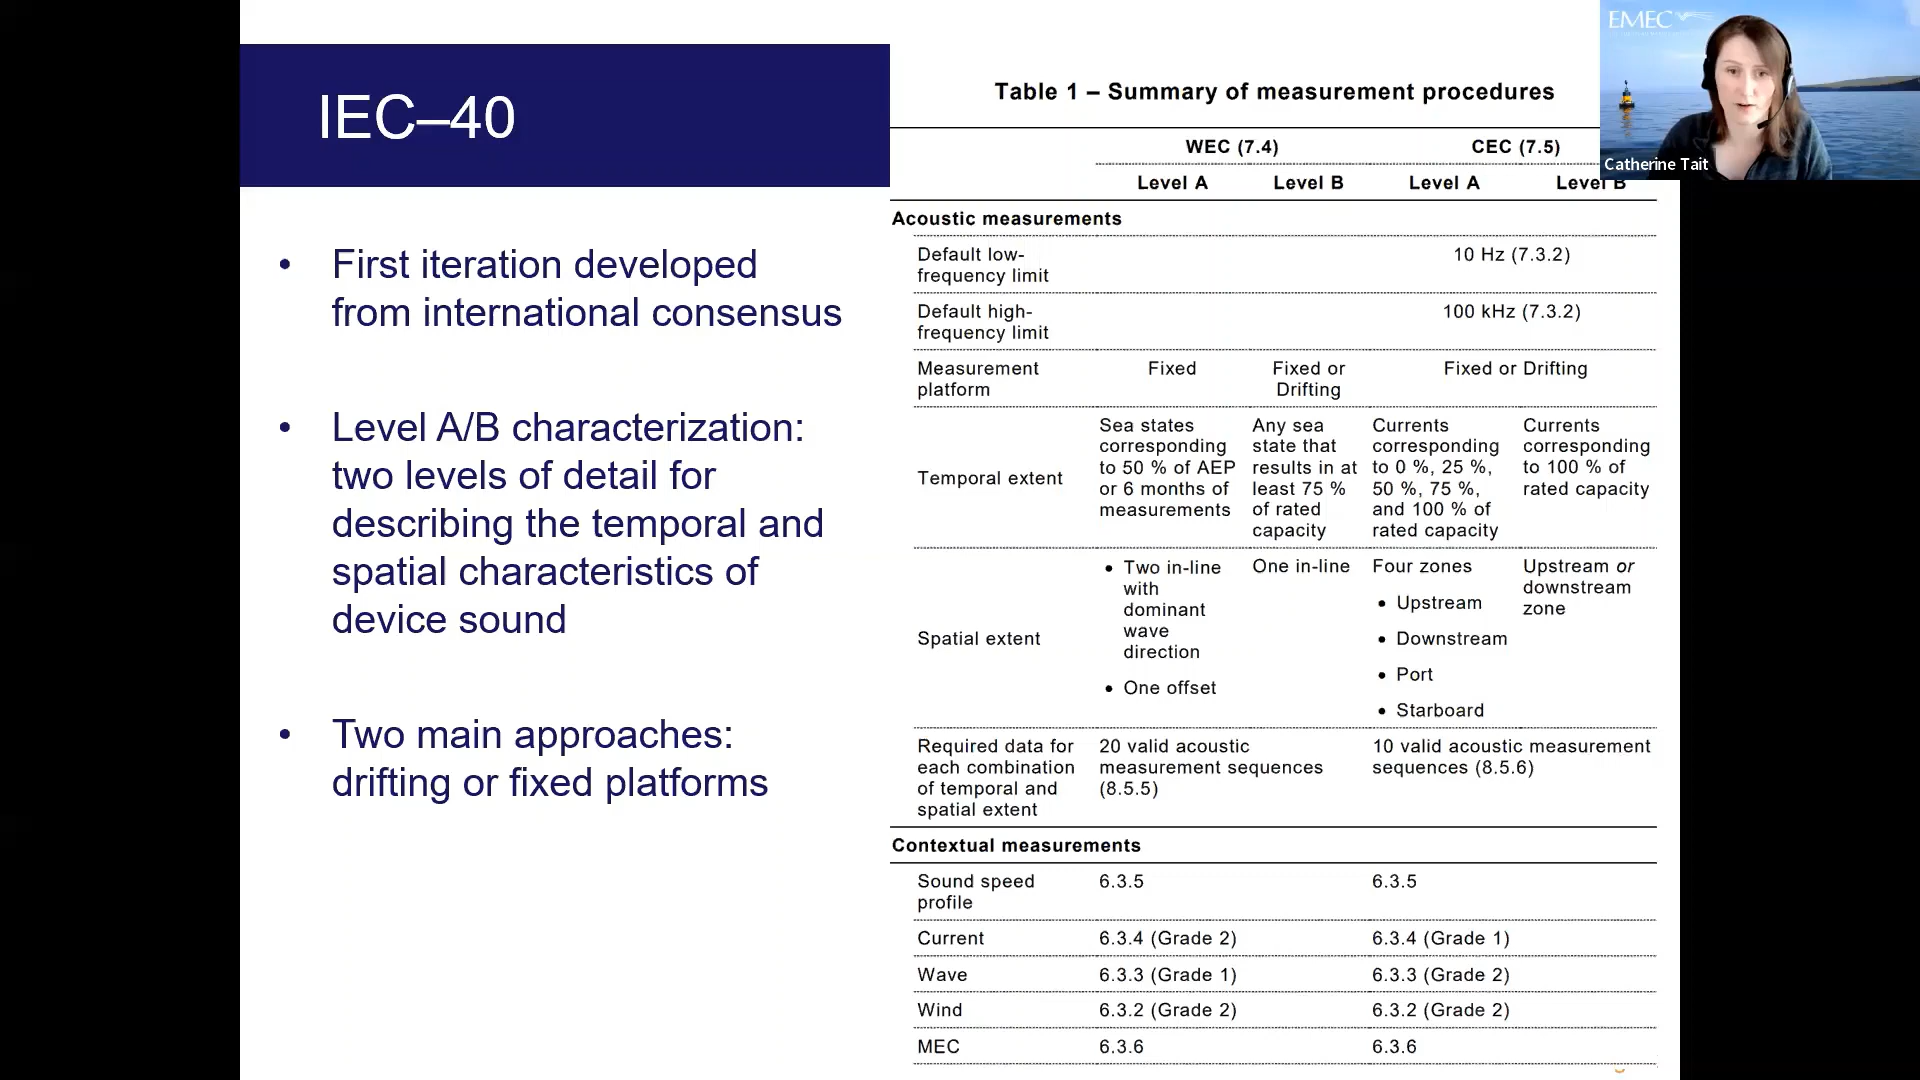 IEC–40
• First iteration developed
from international consensus
• Level A/B characterization:
two levels of detail for
describing the temporal and
spatial characteristics of
device sound
• Two main approaches:
drifting or fixed platforms
Table 1 – Summary of measurement procedures
WEC (7.4) CEC (7.5)
Level A Level B Level A Level B
Acoustic measurements
Default low-
frequency limit
10 Hz (7.3.2)
Default high-
frequency limit
100 kHz (7.3.2)
Measurement
platform
Fixed
Fixed or
Drifting
Fixed or Drifting
Temporal extent
Sea states
corresponding
to 50 % of AEP
or 6 months of
measurements
Any sea
state that
results in at
least 75 %
of rated
capacity
Currents
corresponding
to 0 %, 25 %,
50 %, 75 %,
and 100 % of
rated capacity
Currents
corresponding
to 100 % of
rated capacity
Spatial extent
• Two in-line
with
dominant
wave
direction
• One offset
One in-line
Four zones
• Upstream
• Downstream
• Port
• Starboard
Upstream or
downstream
zone
Required data for
each combination
of temporal and
spatial extent
20 valid acoustic
measurement sequences
(8.5.5)
10 valid acoustic measurement
sequences (8.5.6)
Contextual measurements
Sound speed
profile
6.3.5 6.3.5
Current 6.3.4 (Grade 2) 6.3.4 (Grade 1)
Wave 6.3.3 (Grade 1) 6.3.3 (Grade 2)
Wind 6.3.2 (Grade 2) 6.3.2 (Grade 2)
MEC 6.3.6 6.3.6
EMEC
Catherine Tait